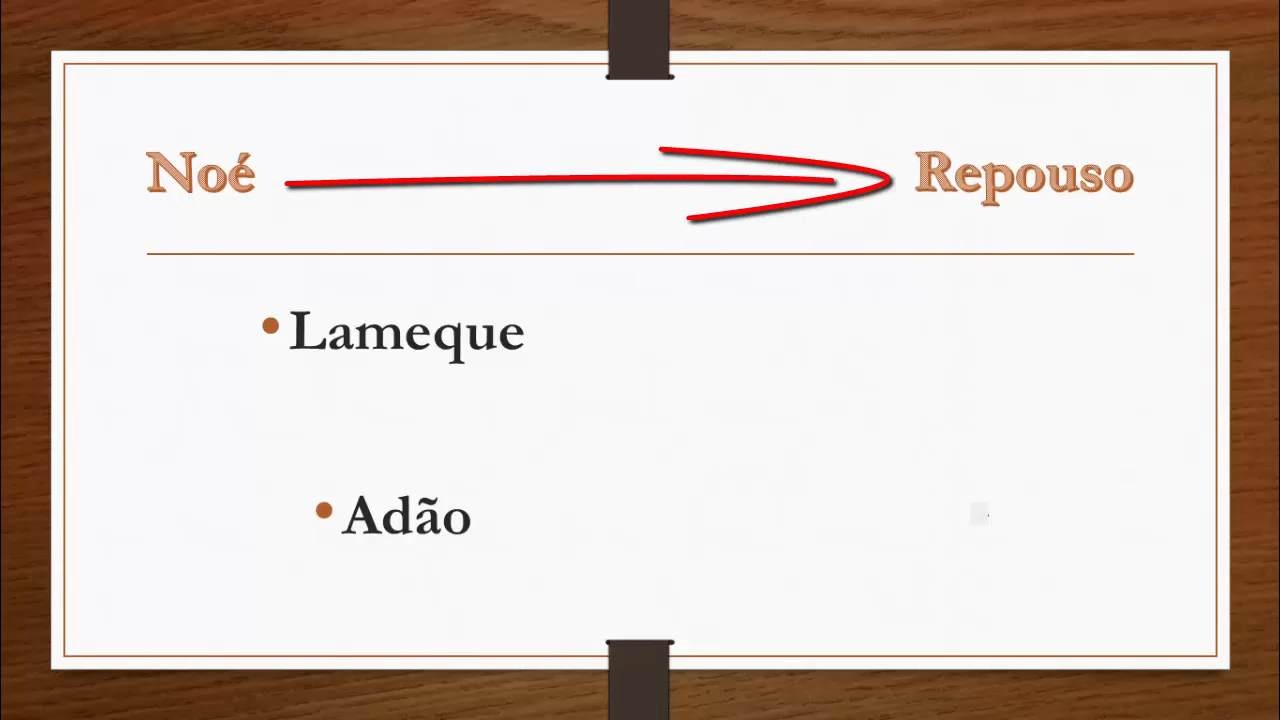 Noé Repouso
• Lameque
• Adão